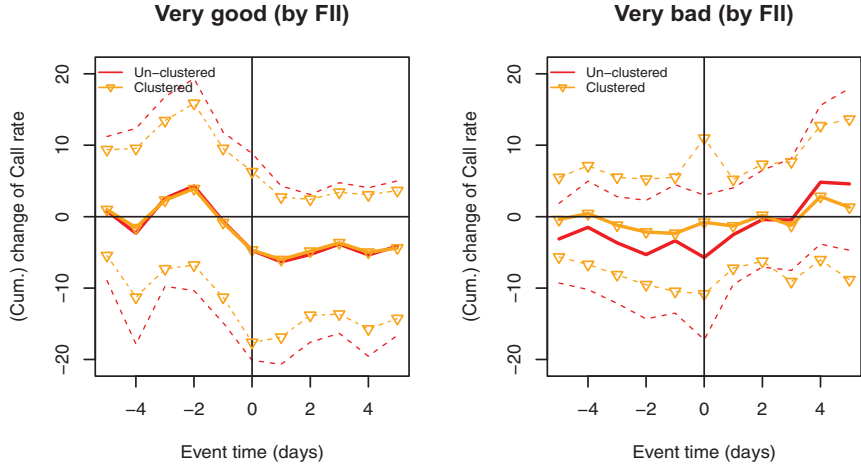 Very good (by FII)
20
10
0
−10
−20
(Cum.) change of Call rate
Un−clustered
Clustered
−4
−2
0
2
4
Event time (days)
Very bad (by FII)
20
10
0
−10
−20
(Cum.) change of Call rate
Un−clustered
Clustered
−4
−2
0
2
4
Event time (days)